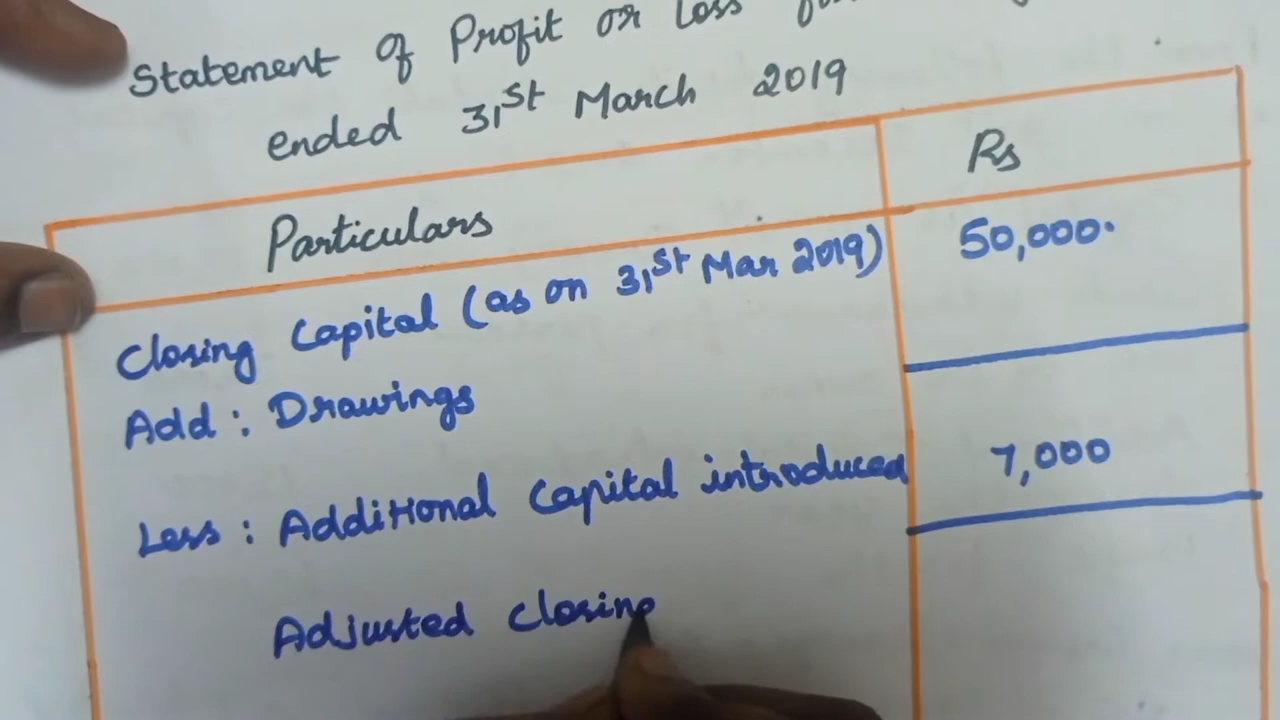 Statement of Profit or Loss
ended 31st March 2019
Particulars Rs
Closing Capital (as on 31st Mar 2019) 50,000.
Add : Drawings
Less : Additional Capital introduced 7,000
Adjusted closing